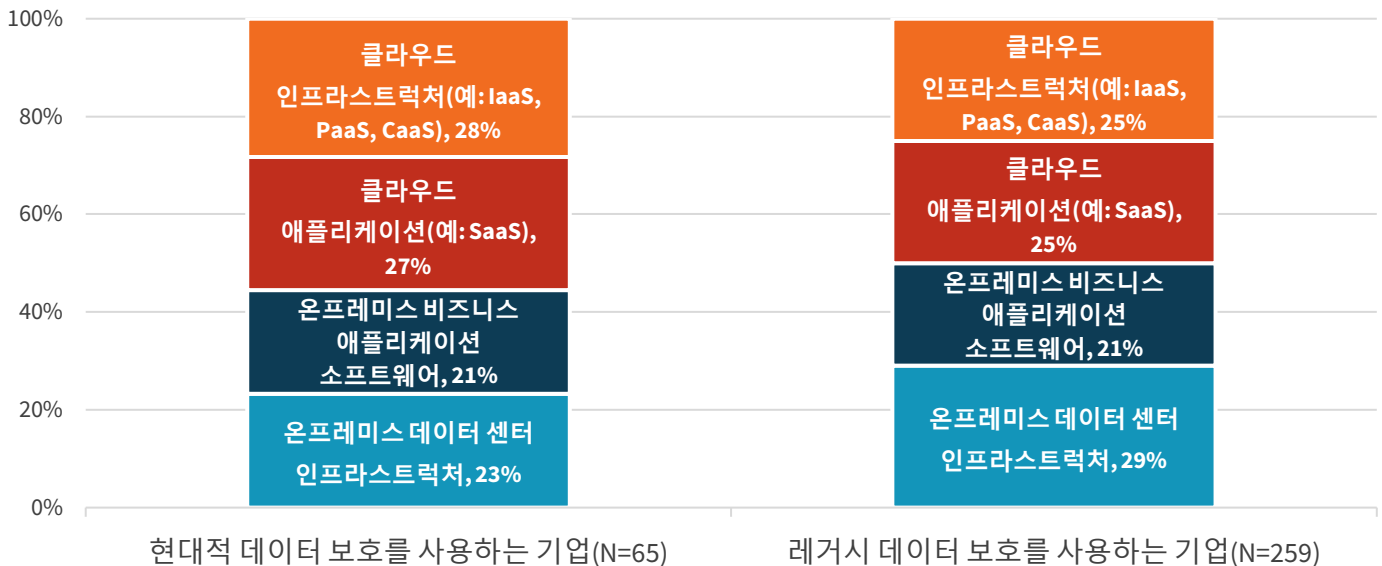 100%
80%
60%
40%
20%
0%
클라우드
인프라스트럭처(예: IaaS,
PaaS, CaaS), 28%
클라우드
애플리케이션(예: SaaS),
27%
온프레미스 비즈니스
애플리케이션
소프트웨어, 21%
온프레미스 데이터 센터
인프라스트럭처, 23%
클라우드
인프라스트럭처(예: IaaS,
PaaS, CaaS), 25%
클라우드
애플리케이션(예: SaaS),
25%
온프레미스 비즈니스
애플리케이션
소프트웨어, 21%
온프레미스 데이터 센터
인프라스트럭처, 29%
현대적 데이터 보호를 사용하는 기업(N=65)
레거시 데이터 보호를 사용하는 기업(N=259)